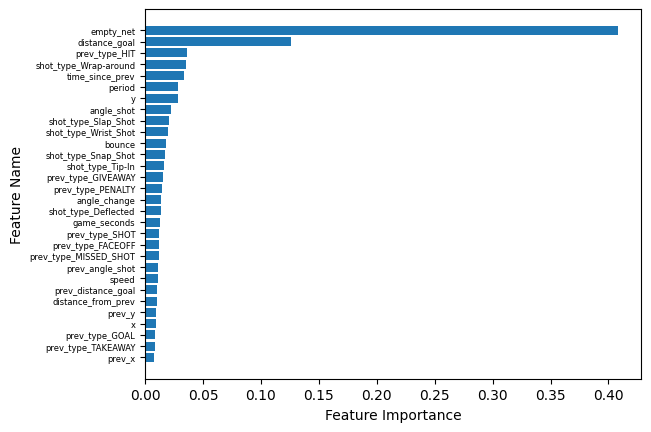 empty_net
distance_goal
prev_type_HIT
shot_type_Wrap-around
time_since_prev
period
y
angle_shot
shot_type_Slap_Shot
shot_type_Wrist_Shot
bounce
shot_type_Snap_Shot
shot_type_Tip-In
prev_type_GIVEAWAY
prev_type_PENALTY
angle_change
shot_type_Deflected
game_seconds
prev_type_SHOT
prev_type_FACEOFF
prev_type_MISSED_SHOT
prev_angle_shot
speed
prev_distance_goal
distance_from_prev
prev_y
x
prev_type_GOAL
prev_type_TAKEAWAY
prev_x
Feature Name
0.00 0.05 0.10 0.15 0.20 0.25 0.30 0.35 0.40
Feature Importance